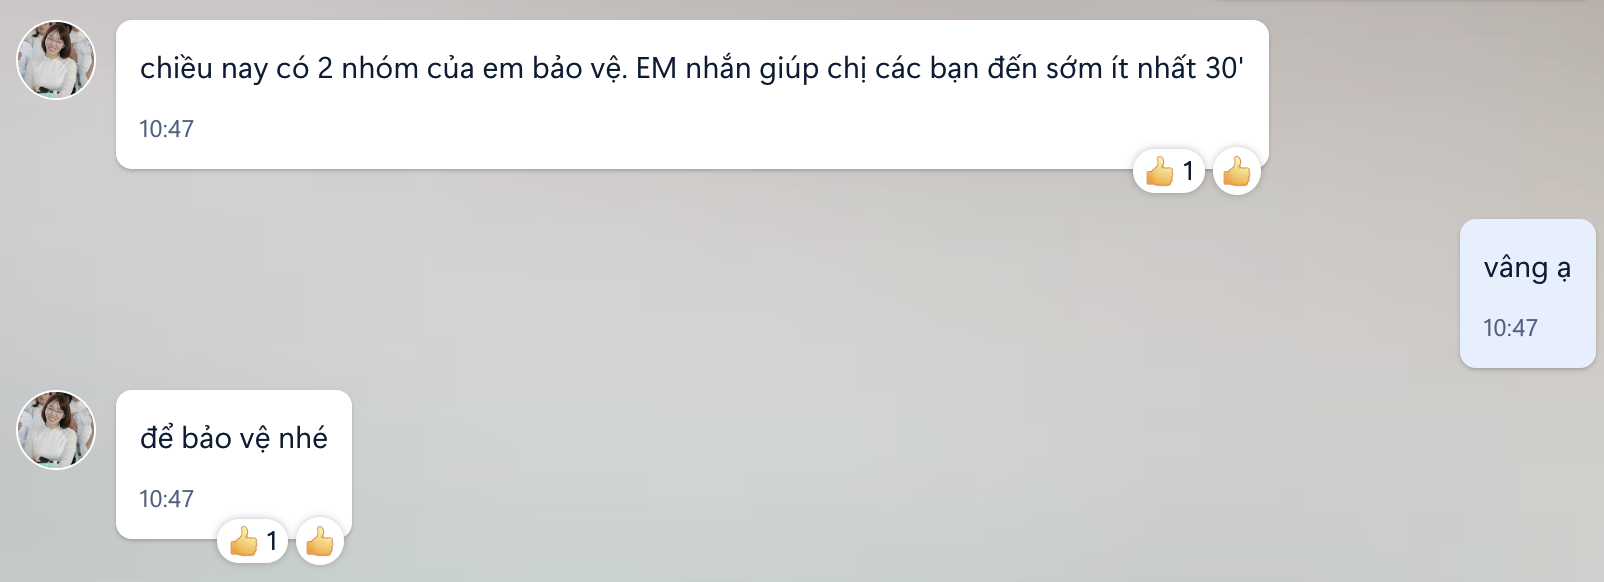 chiều nay có 2 nhóm của em bảo vệ. EM nhắn giúp chị các bạn đến sớm ít nhất 30'
10:47
1
vâng ạ
10:47
để bảo vệ nhé
10:47
1